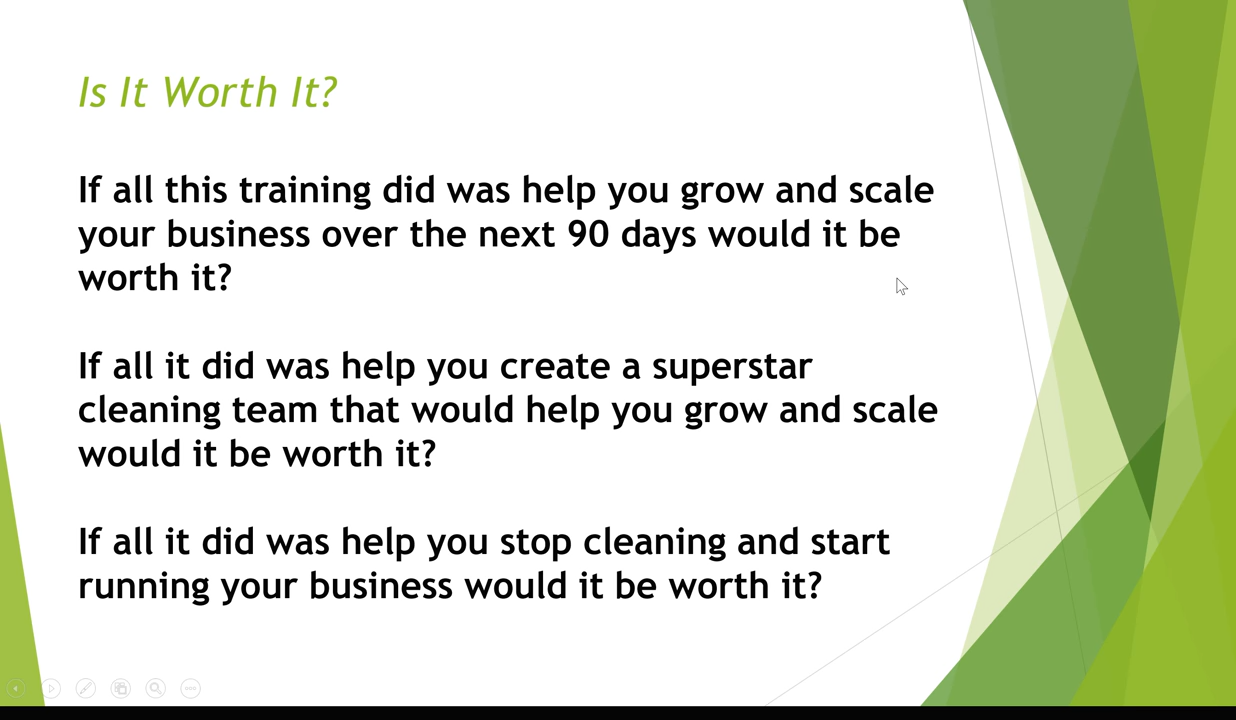 Is It Worth It?
If all this training did was help you grow and scale
your business over the next 90 days would it be
worth it?
If all it did was help you create a superstar
cleaning team that would help you grow and scale
would it be worth it?
If all it did was help you stop cleaning and start
running your business would it be worth it?